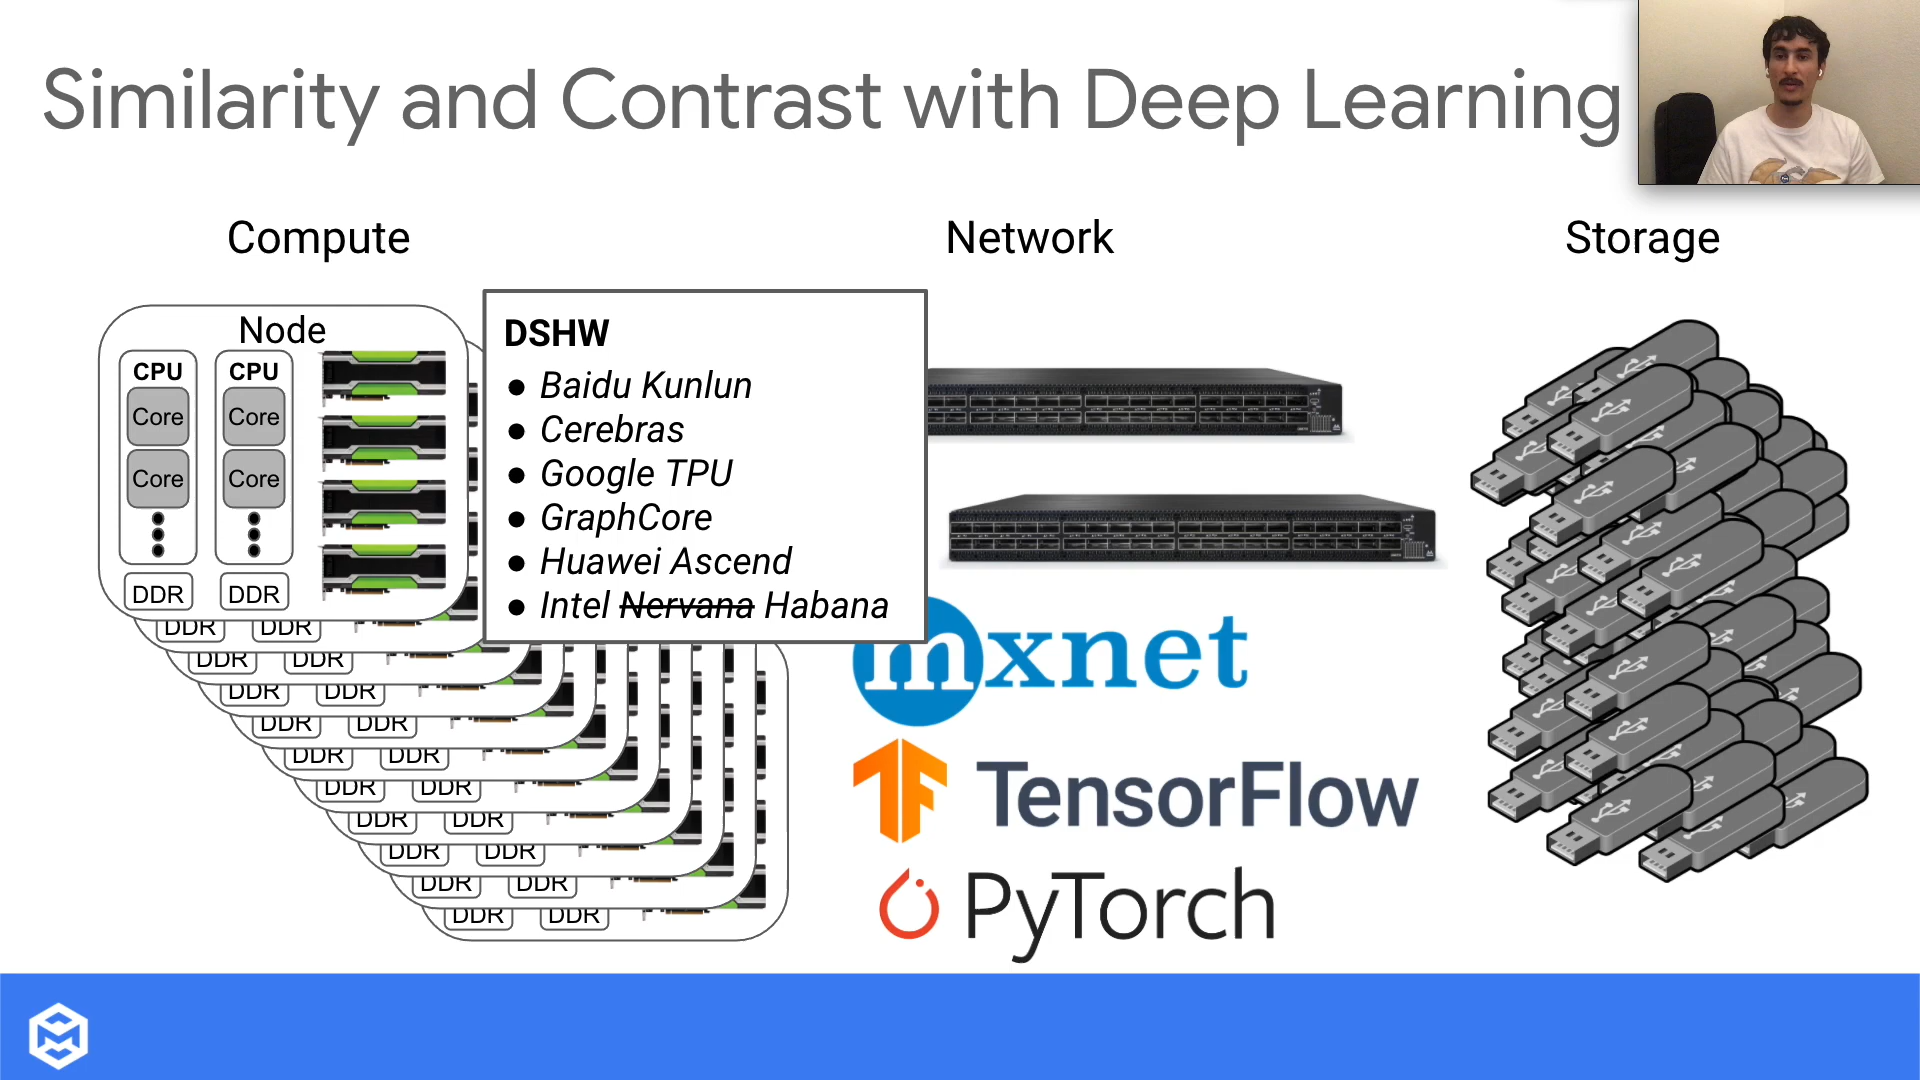 Similarity and Contrast with Deep Learning
Compute
Network
Storage
Node
CPU
CPU
Core
Core
Core
Core
DDR
DDR
DSHW
● Baidu Kunlun
● Cerebras
● Google TPU
● GraphCore
● Huawei Ascend
● Intel Nervana Habana
DDR DDR
DDR DDR
DDR DDR
DDR DDR
DDR DDR
DDR DDR
DDR DDR
DDR DDR
DDR DDR
DDR DDR
mxnet
TensorFlow
PyTorch